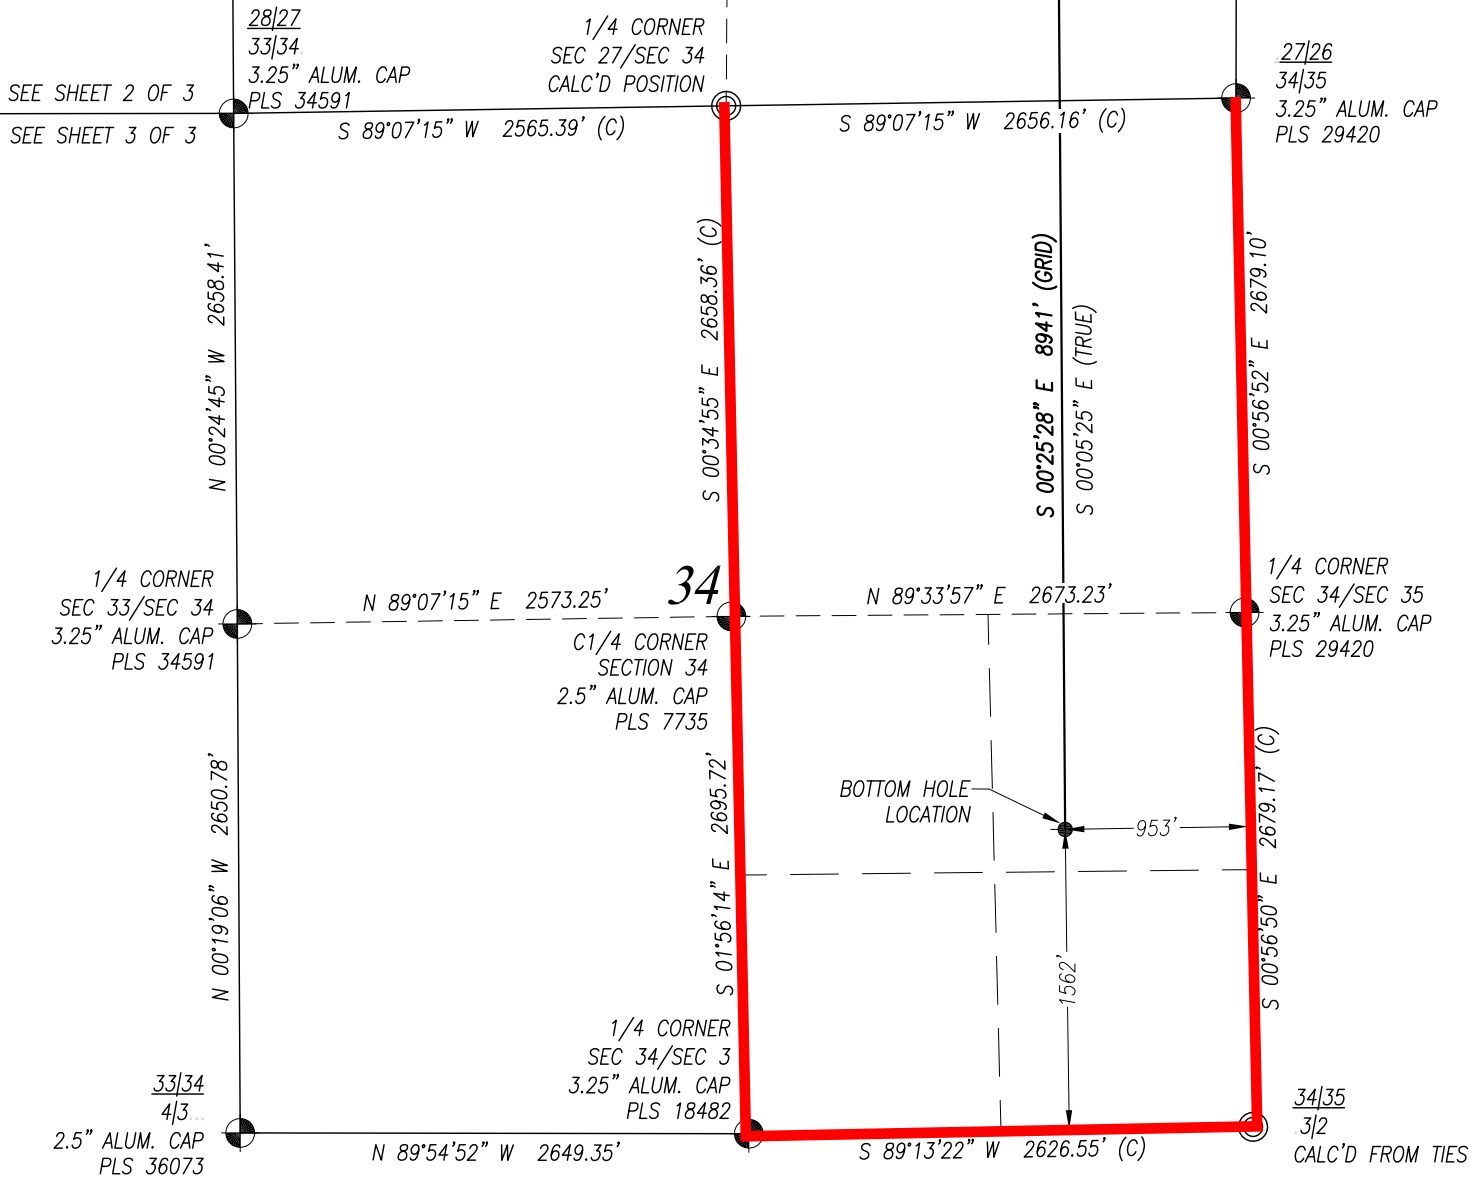 28|27
33|34
3.25” ALUM. CAP
PLS 34591
1/4 CORNER
SEC 27/SEC 34
CALC'D POSITION
27|26
34|35
3.25” ALUM. CAP
PLS 29420
SEE SHEET 2 OF 3
SEE SHEET 3 OF 3
S 89°07'15” W 2565.39' (C)
S 89°07'15” W 2656.16' (C)
N 00°24'45” W 2658.41'
S 00°34'55” E 2658.36' (C)
S 00°25'28” E 8941' (GRID)
S 00°05'25” E (TRUE)
S 00°56'52” E 2679.10'
1/4 CORNER
SEC 33/SEC 34
3.25” ALUM. CAP
PLS 34591
N 89°07'15” E 2573.25'
34
C1/4 CORNER
SECTION 34
2.5” ALUM. CAP
PLS 7735
N 89°33'57” E 2673.23'
1/4 CORNER
SEC 34/SEC 35
3.25” ALUM. CAP
PLS 29420
N 00°19'06” W 2650.78'
S 01°56'14” E 2695.72'
BOTTOM HOLE
LOCATION
953'
1562'
S 00°56'50” E 2679.17' (C)
1/4 CORNER
SEC 34/SEC 3
3.25” ALUM. CAP
PLS 18482
33|34
4|3
2.5” ALUM. CAP
PLS 36073
N 89°54'52” W 2649.35'
S 89°13'22” W 2626.55' (C)
34|35
3|2
CALC'D FROM TIES